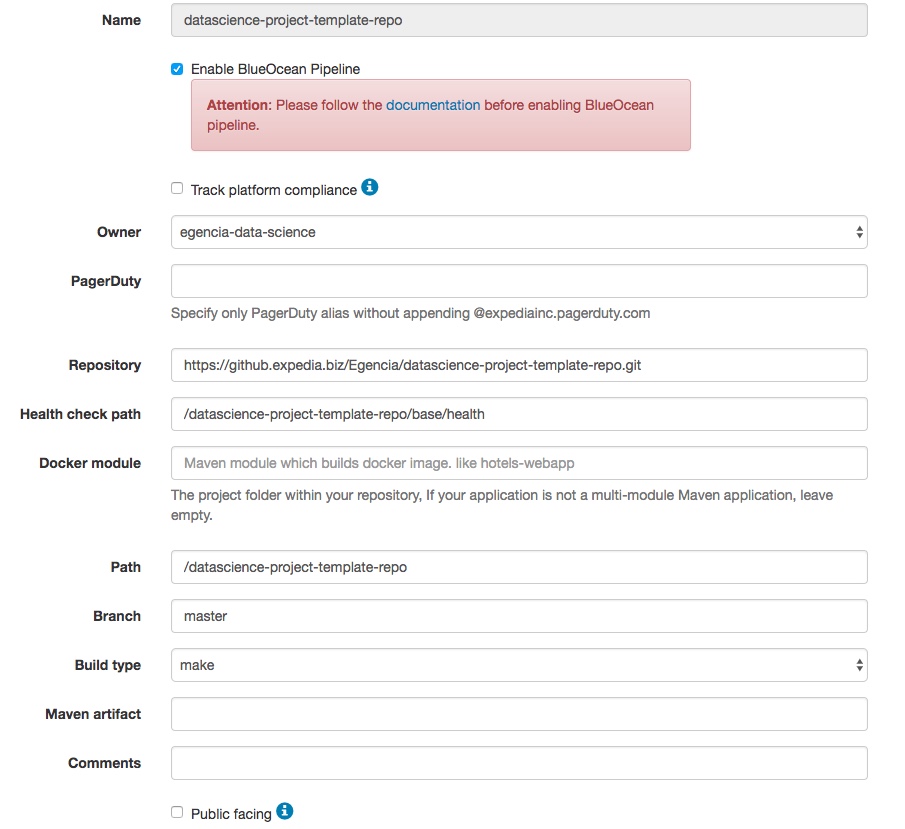 Name datascience-project-template-repo
Enable BlueOcean Pipeline
Attention: Please follow the documentation before enabling BlueOcean
pipeline.
Track platform compliance
Owner egencia-data-science
PagerDuty
Specify only PagerDuty alias without appending @expediainc.pagerduty.com
Repository https://github.expedia.biz/Egencia/datascience-project-template-repo.git
Health check path /datascience-project-template-repo/base/health
Docker module Maven module which builds docker image. like hotels-webapp
The project folder within your repository, If your application is not a multi-module Maven application, leave
empty.
Path /datascience-project-template-repo
Branch master
Build type make
Maven artifact
Comments
Public facing